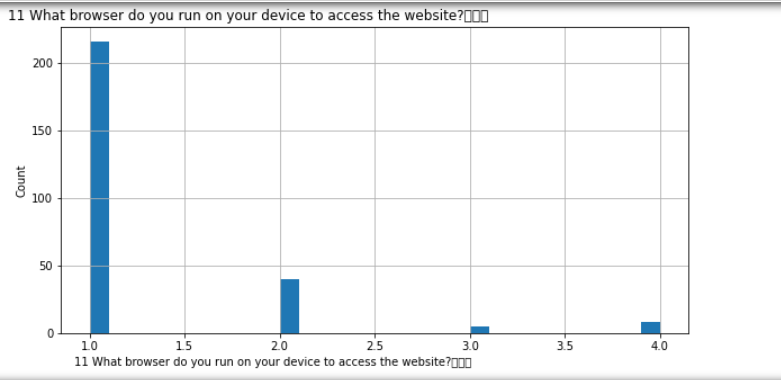 11 What browser do you run on your device to access the website?
200
150
100
50
0
Count
1.0 1.5 2.0 2.5 3.0 3.5 4.0
11 What browser do you run on your device to access the website?